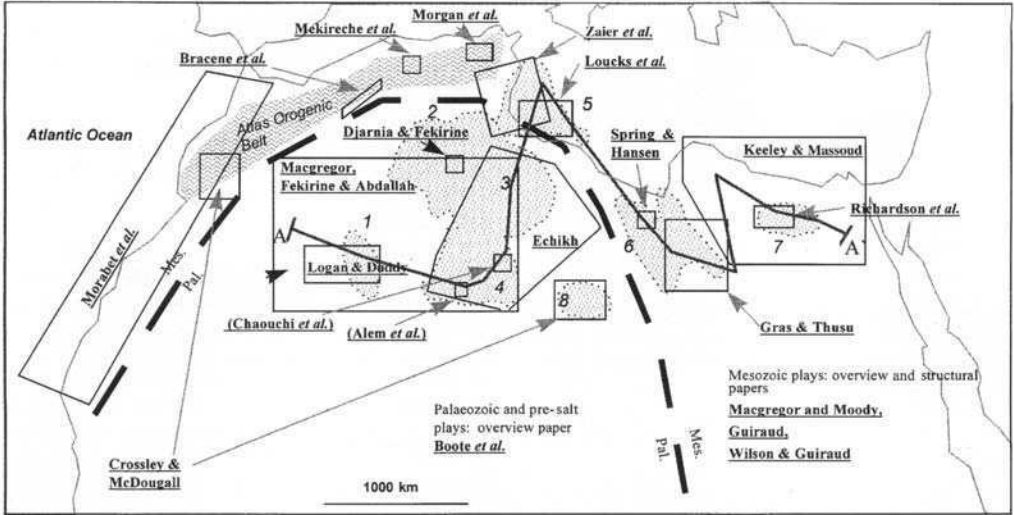 Morgan et al.
Mekireche et al.
Zaier et al.
Bracene et al.
Loucks et al.
Atlantic Ocean
Atlas Orogenic
Belt
2
5
Djarnia & Fekirine
Spring &
Hansen
Keeley & Massoud
Macgregor,
Fekirine & Abdallah
3
Richardson et al.
1
A
Echikh
6
7
A'
Logan & Duddy
4
8
Morabet et al.
Mes.
Pal.
(Chaouchi et al.)
(Alem et al.)
Gras & Thusu
Palaeozoic and pre-salt
plays: overview paper
Boote et al.
Mes.
Pal.
Mesozoic plays: overview and structural
papers
Macgregor and Moody,
Guiraud,
Wilson & Guiraud
Crossley &
McDougall
1000 km